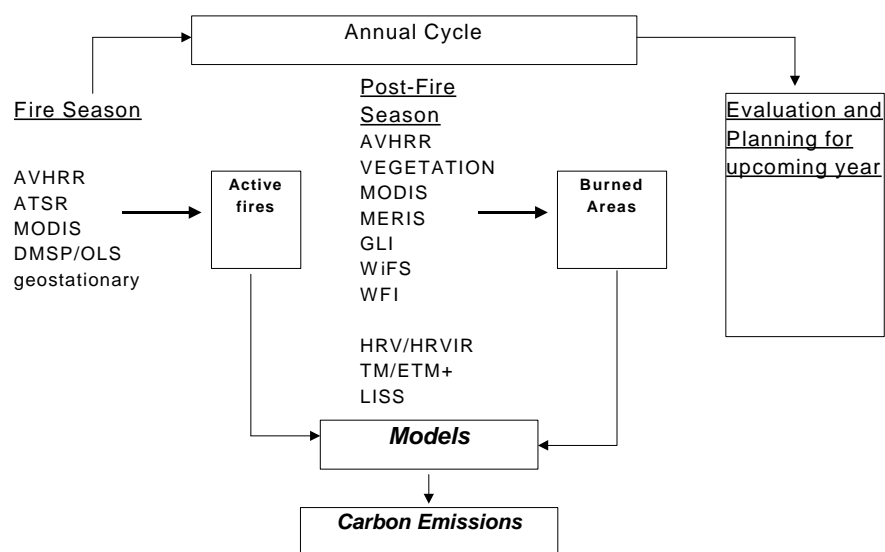 Annual Cycle
Fire Season
AVHRR
ATSR
MODIS
DMSP/OLS
geostationary
Active
fires
Post-Fire
Season
AVHRR
VEGETATION
MODIS
MERIS
GLI
WiFS
WFI
HRV/HRVIR
TM/ETM+
LISS
Burned
Areas
Evaluation and
Planning for
upcoming year
Models
Carbon Emissions